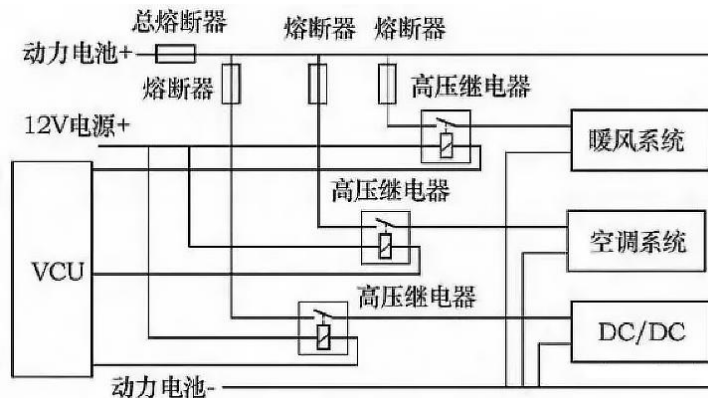 总熔断器
熔断器
熔断器
动力电池+
熔断器
高压继电器
12V电源+
暖风系统
高压继电器
空调系统
VCU
高压继电器
DC/DC
动力电池-